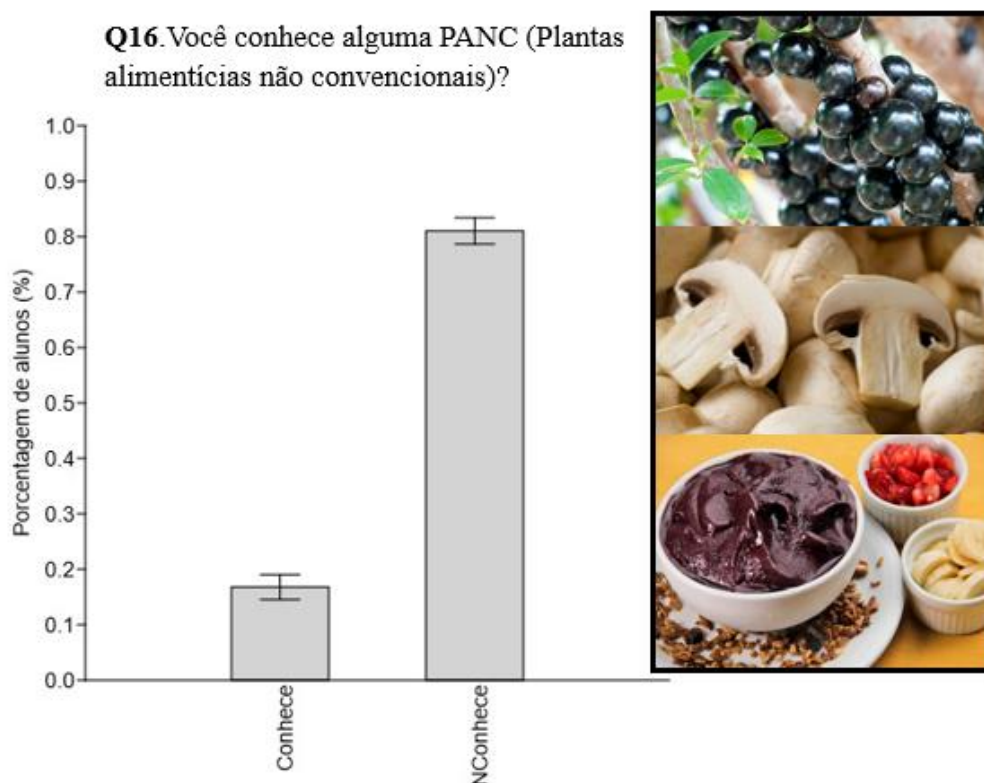 Q16.Você conhece alguma PANC (Plantas
alimentícias não convencionais)?
Porcentagem de alunos (%)
1.0
0.9
0.8
0.7
0.6
0.5
0.4
0.3
0.2
0.1
0.0
Conhece
NConhece